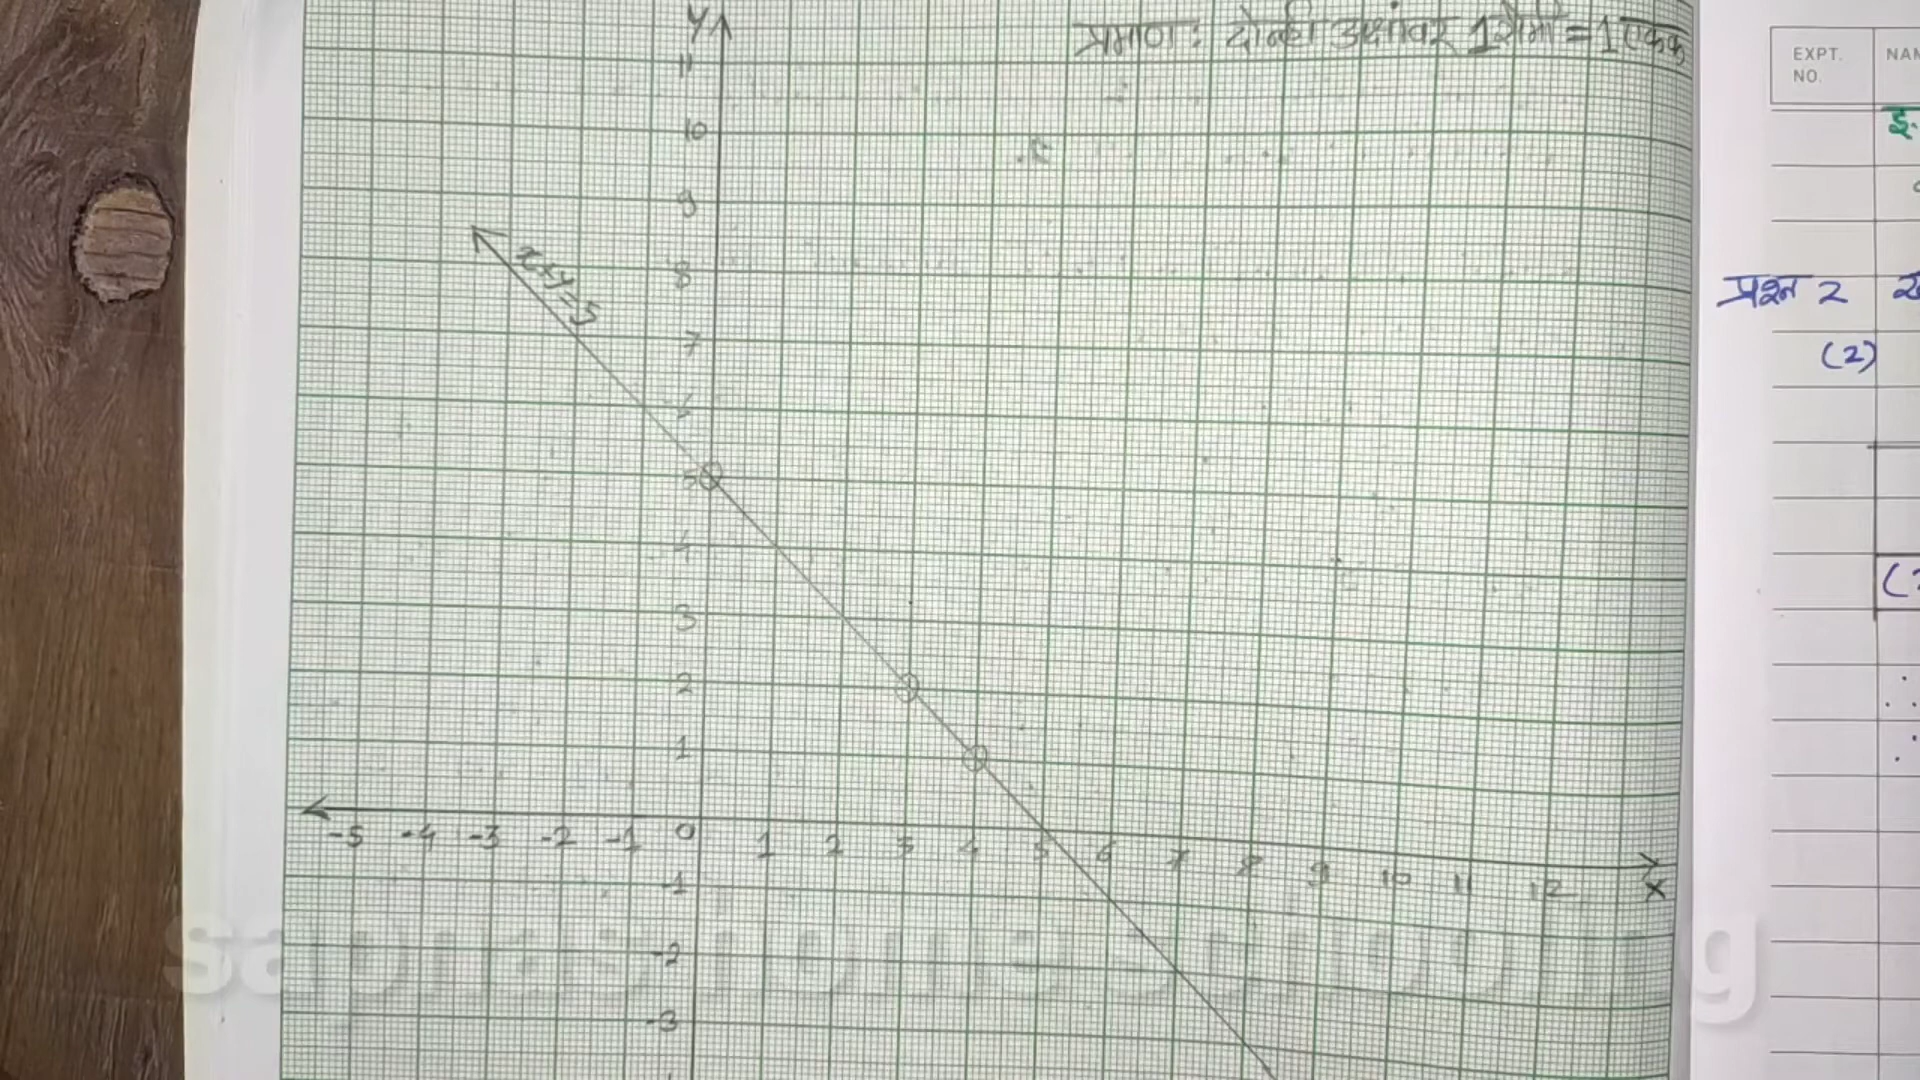 Y
प्रमाण: दोन्ही अक्षांवर 1 सेमी = 1 एकक
11
10
9
8
7
6
5
4
3
2
1
x+y=5
-5 -4 -3 -2 -1 0 1 2 3 4 5 6 7 8 9 10 11 12 X
-1
-2
-3
EXPT. NO.
इ.
प्रश्न 2
(2)